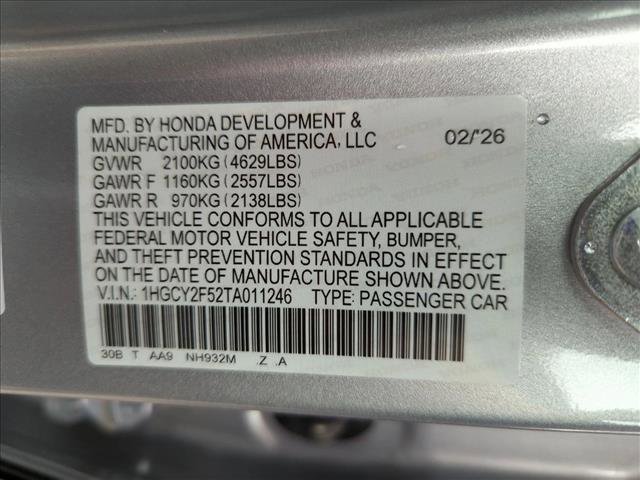 MFD. BY HONDA DEVELOPMENT &
MANUFACTURING OF AMERICA, LLC 02/'26
GVWR 2100KG (4629LBS)
GAWR F 1160KG (2557LBS)
GAWR R 970KG (2138LBS)
THIS VEHICLE CONFORMS TO ALL APPLICABLE
FEDERAL MOTOR VEHICLE SAFETY, BUMPER,
AND THEFT PREVENTION STANDARDS IN EFFECT
ON THE DATE OF MANUFACTURE SHOWN ABOVE.
V.I.N.: 1HGCY2F52TA011246 TYPE: PASSENGER CAR
30B T AA9 NH932M .Z .A